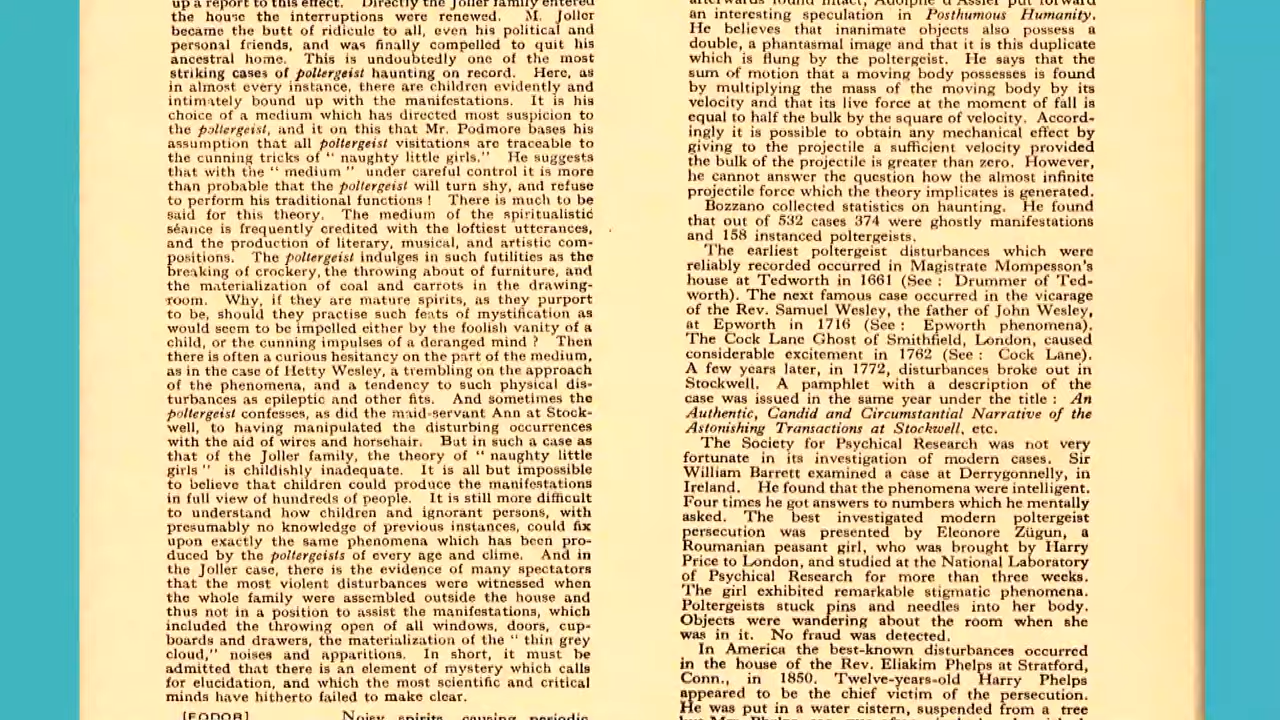 up a report to this effect. Directly the Joller family entered
the house the interruptions were renewed. M. Joller
became the butt of ridicule to all, even his political and
personal friends, and was finally compelled to quit his
ancestral home. This is undoubtedly one of the most
striking cases of poltergeist haunting on record. Here, as
in almost every instance, there are children evidently and
intimately bound up with the manifestations. It is his
choice of a medium which has directed most suspicion to
the poltergeist, and it on this that Mr. Podmore bases his
assumption that all poltergeist visitations are traceable to
the cunning tricks of “ naughty little girls.” He suggests
that with the “ medium ” under careful control it is more
than probable that the poltergeist will turn shy, and refuse
to perform his traditional functions ! There is much to be
said for this theory. The medium of the spiritualistic
séance is frequently credited with the loftiest utterances,
and the production of literary, musical, and artistic com-
positions. The poltergeist indulges in such futilities as the
breaking of crockery, the throwing about of furniture, and
the materialization of coal and carrots in the drawing-
room. Why, if they are mature spirits, as they purport
to be, should they practise such feats of mystification as
would seem to be impelled either by the foolish vanity of a
child, or the cunning impulses of a deranged mind ? Then
there is often a curious hesitancy on the part of the medium,
as in the case of Hetty Wesley, a trembling on the approach
of the phenomena, and a tendency to such physical dis-
turbances as epileptic and other fits. And sometimes the
poltergeist confesses, as did the maid-servant Ann at Stock-
well, to having manipulated the disturbing occurrences
with the aid of wires and horsehair. But in such a case as
that of the Joller family, the theory of “ naughty little
girls ” is childishly inadequate. It is all but impossible
to believe that children could produce the manifestations
in full view of hundreds of people. It is still more difficult
to understand how children and ignorant persons, with
presumably no knowledge of previous instances, could fix
upon exactly the same phenomena which has been pro-
duced by the poltergeists of every age and clime. And in
the Joller case, there is the evidence of many spectators
that the most violent disturbances were witnessed when
the whole family were assembled outside the house and
thus not in a position to assist the manifestations, which
included the throwing open of all windows, doors, cup-
boards and drawers, the materialization of the “ thin grey
cloud,” noises and apparitions. In short, it must be
admitted that there is an element of mystery which calls
for elucidation, and which the most scientific and critical
minds have hitherto failed to make clear.
[FODOR] Noisy spirits, causing periodic
afterwards found intact, Adolphe d'Assier put forward
an interesting speculation in Posthumous Humanity.
He believes that inanimate objects also possess a
double, a phantasmal image and that it is this duplicate
which is flung by the poltergeist. He says that the
sum of motion that a moving body possesses is found
by multiplying the mass of the moving body by its
velocity and that its live force at the moment of fall is
equal to half the bulk by the square of velocity. Accord-
ingly it is possible to obtain any mechanical effect by
giving to the projectile a sufficient velocity provided
the bulk of the projectile is greater than zero. However,
he cannot answer the question how the almost infinite
projectile force which the theory implicates is generated.
Bozzano collected statistics on haunting. He found
that out of 532 cases 374 were ghostly manifestations
and 158 instanced poltergeists.
The earliest poltergeist disturbances which were
reliably recorded occurred in Magistrate Mompesson's
house at Tedworth in 1661 (See : Drummer of Ted-
worth). The next famous case occurred in the vicarage
of the Rev. Samuel Wesley, the father of John Wesley,
at Epworth in 1716 (See : Epworth phenomena).
The Cock Lane Ghost of Smithfield, London, caused
considerable excitement in 1762 (See : Cock Lane).
A few years later, in 1772, disturbances broke out in
Stockwell. A pamphlet with a description of the
case was issued in the same year under the title : An
Authentic, Candid and Circumstantial Narrative of the
Astonishing Transactions at Stockwell, etc.
The Society for Psychical Research was not very
fortunate in its investigation of modern cases. Sir
William Barrett examined a case at Derrygonnelly, in
Ireland. He found that the phenomena were intelligent.
Four times he got answers to numbers which he mentally
asked. The best investigated modern poltergeist
persecution was presented by Eleonore Zügun, a
Roumanian peasant girl, who was brought by Harry
Price to London, and studied at the National Laboratory
of Psychical Research for more than three weeks.
The girl exhibited remarkable stigmatic phenomena.
Poltergeists stuck pins and needles into her body.
Objects were wandering about the room when she
was in it. No fraud was detected.
In America the best-known disturbances occurred
in the house of the Rev. Eliakim Phelps at Stratford,
Conn., in 1850. Twelve-years-old Harry Phelps
appeared to be the chief victim of the persecution.
He was put in a water cistern, suspended from a tree